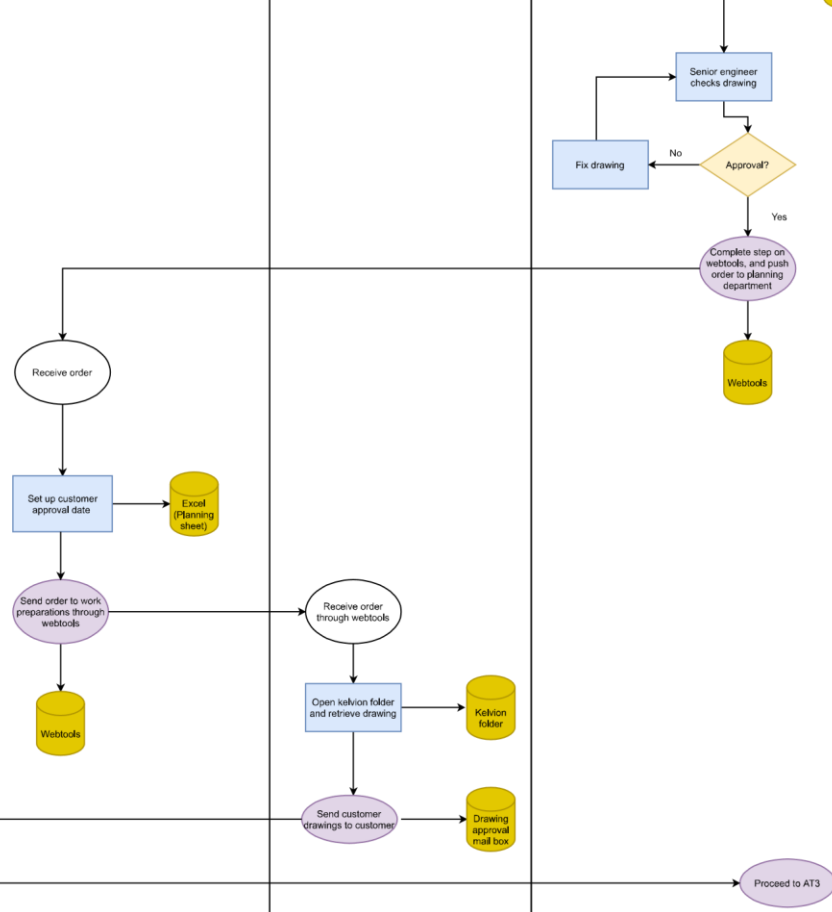 Senior engineer
checks drawing
Fix drawing
No
Approval?
Yes
Complete step on
webtools, and push
order to planning
department
Webtools
Receive order
Set up customer
approval date
Excel
(Planning
sheet)
Send order to work
preparations through
webtools
Receive order
through webtools
Webtools
Open kelvion folder
and retrieve drawing
Kelvion
folder
Send customer
drawings to customer
Drawing
approval
mail box
Proceed to AT3